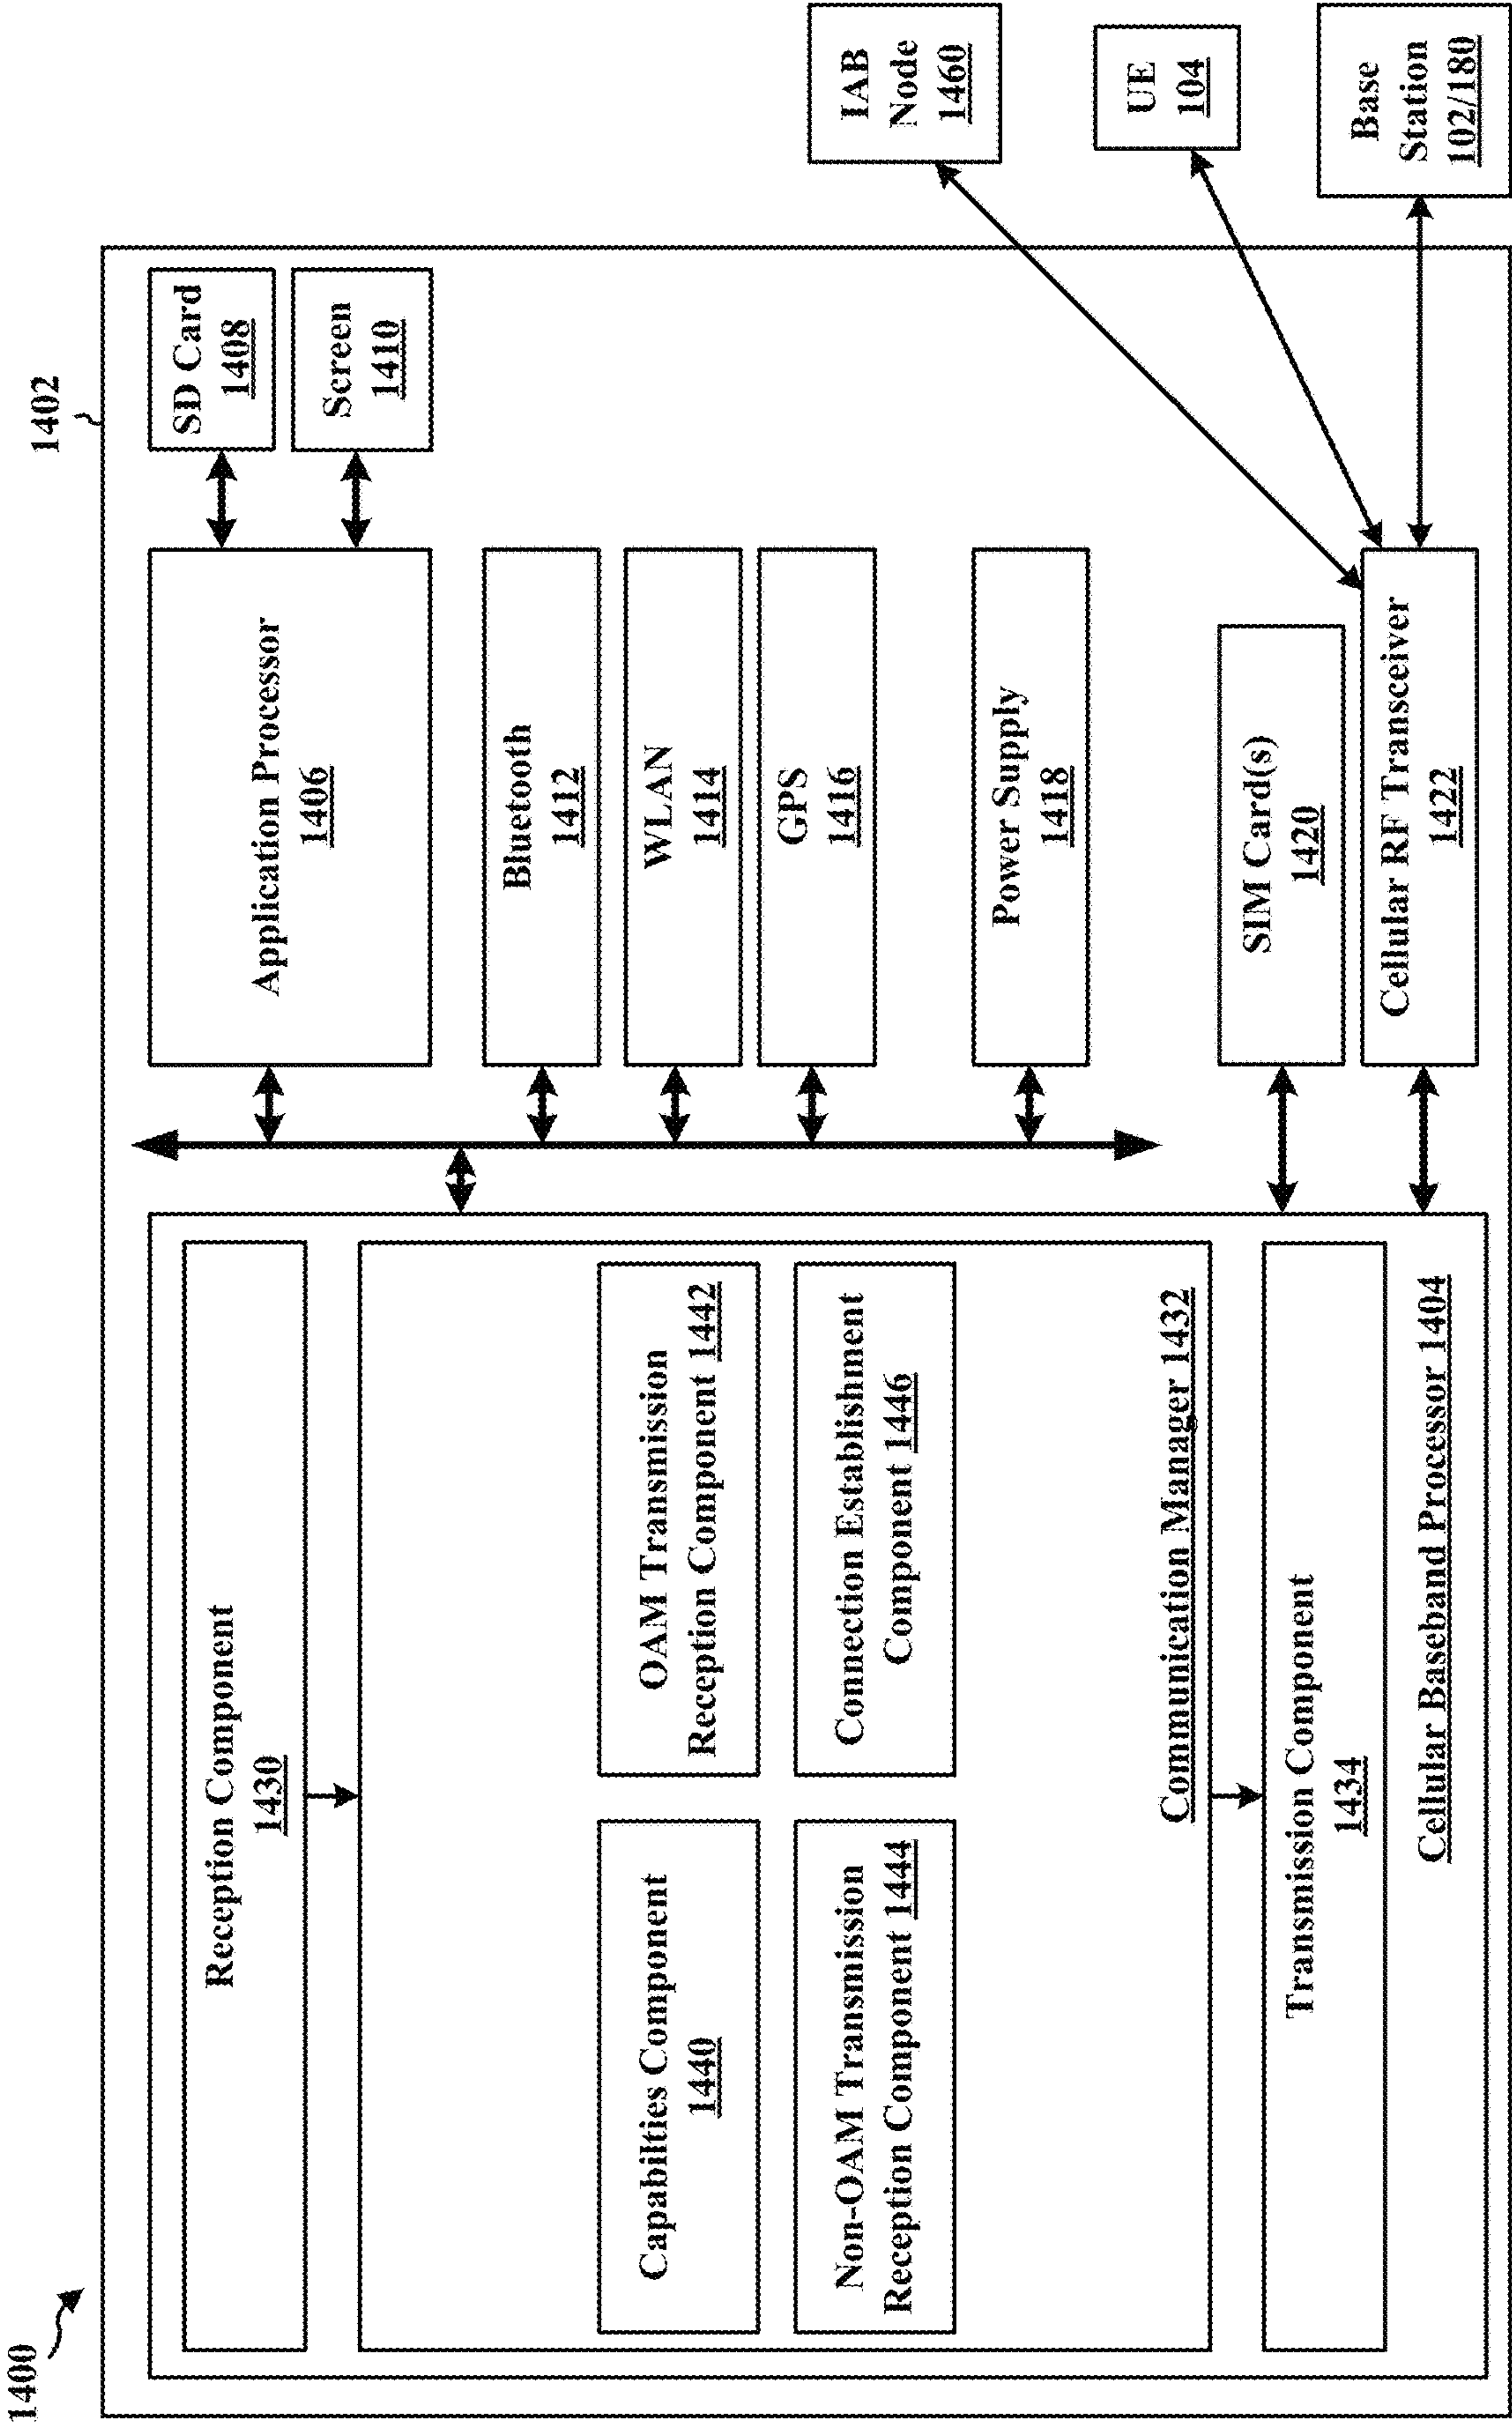 1400
1402
Reception Component
1430
Capabilties Component
1440
OAM Transmission
Reception Component 1442
Non-OAM Transmission
Reception Component 1444
Connection Establishment
Component 1446
Communication Manager 1432
Transmission Component
1434
Cellular Baseband Processor 1404
Application Processor
1406
SD Card
1408
Screen
1410
Bluetooth
1412
WLAN
1414
GPS
1416
Power Supply
1418
SIM Card(s)
1420
Cellular RF Transceiver
1422
IAB
Node
1460
UE
104
Base
Station
102/180